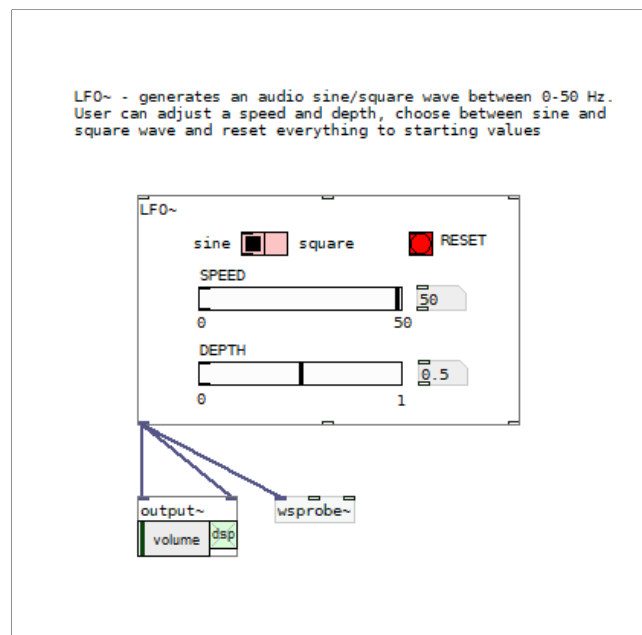 LFO~ - generates an audio sine/square wave between 0-50 Hz.
User can adjust a speed and depth, choose between sine and
square wave and reset everything to starting values
LFO~
sine square RESET
SPEED
50
0 50
DEPTH
0.5
0 1
output~ wsprobe~
volume dsp